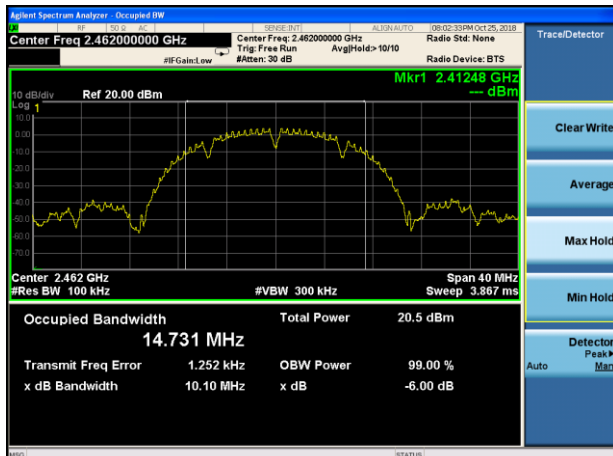 Agilent Spectrum Analyzer - Occupied BW
RF 50 Ω AC SENSE:INT ALIGN AUTO 08:02:33PM Oct 25, 2018
Center Freq 2.462000000 GHz Center Freq: 2.462000000 GHz Radio Std: None
Trig: Free Run Avg|Hold:> 10/10
#IFGain:Low #Atten: 30 dB Radio Device: BTS
Trace/Detector
Mkr1 2.41248 GHz
10 dB/div Ref 20.00 dBm --- dBm
Log 1
10.0
0.00
-10.0
-20.0
-30.0
-40.0
-50.0
-60.0
-70.0
Center 2.462 GHz Span 40 MHz
#Res BW 100 kHz #VBW 300 kHz Sweep 3.867 ms
Occupied Bandwidth Total Power 20.5 dBm
14.731 MHz
Transmit Freq Error 1.252 kHz OBW Power 99.00 %
x dB Bandwidth 10.10 MHz x dB -6.00 dB
Clear Write
Average
Max Hold
Min Hold
Detector
Peak▶
Auto Man
MSG STATUS